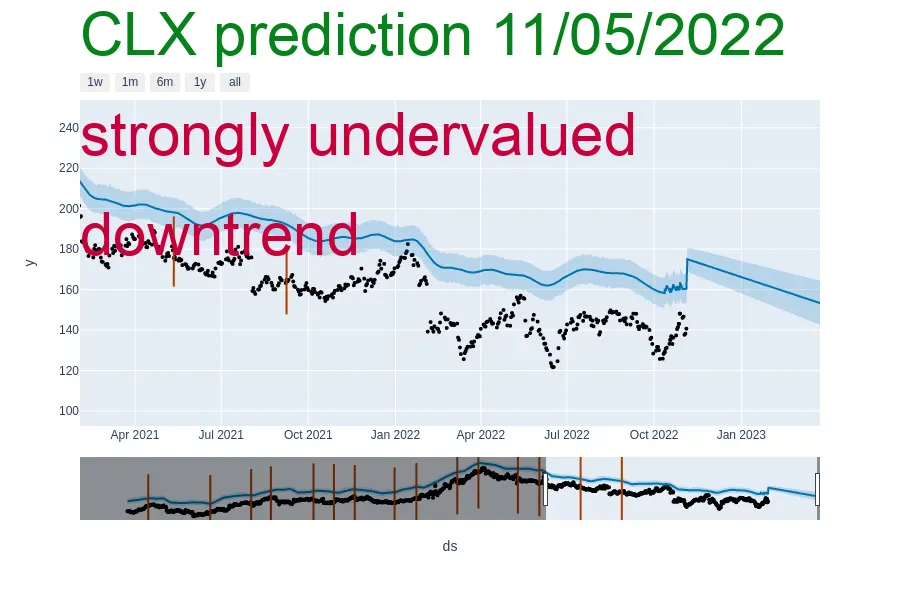 CLX prediction 11/05/2022
1w 1m 6m 1y all
strongly undervalued
downtrend
240
220
200
180
160
140
120
100
y
Apr 2021 Jul 2021 Oct 2021 Jan 2022 Apr 2022 Jul 2022 Oct 2022 Jan 2023
ds